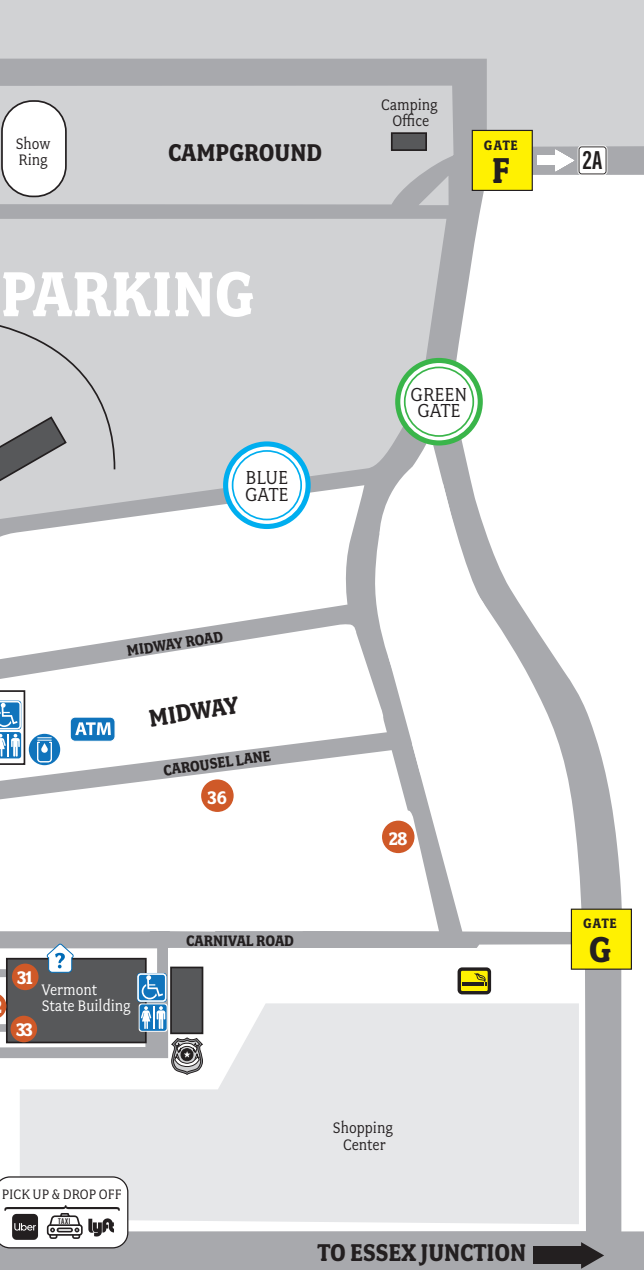 Camping
Office
Show
Ring
CAMPGROUND
GATE
F
2A
PARKING
GREEN
GATE
BLUE
GATE
MIDWAY ROAD
MIDWAY
ATM
CAROUSEL LANE
36
28
GATE
G
CARNIVAL ROAD
?
31
Vermont
State Building
33
Shopping
Center
PICK UP & DROP OFF
Uber
TAXI
lyft
TO ESSEX JUNCTION